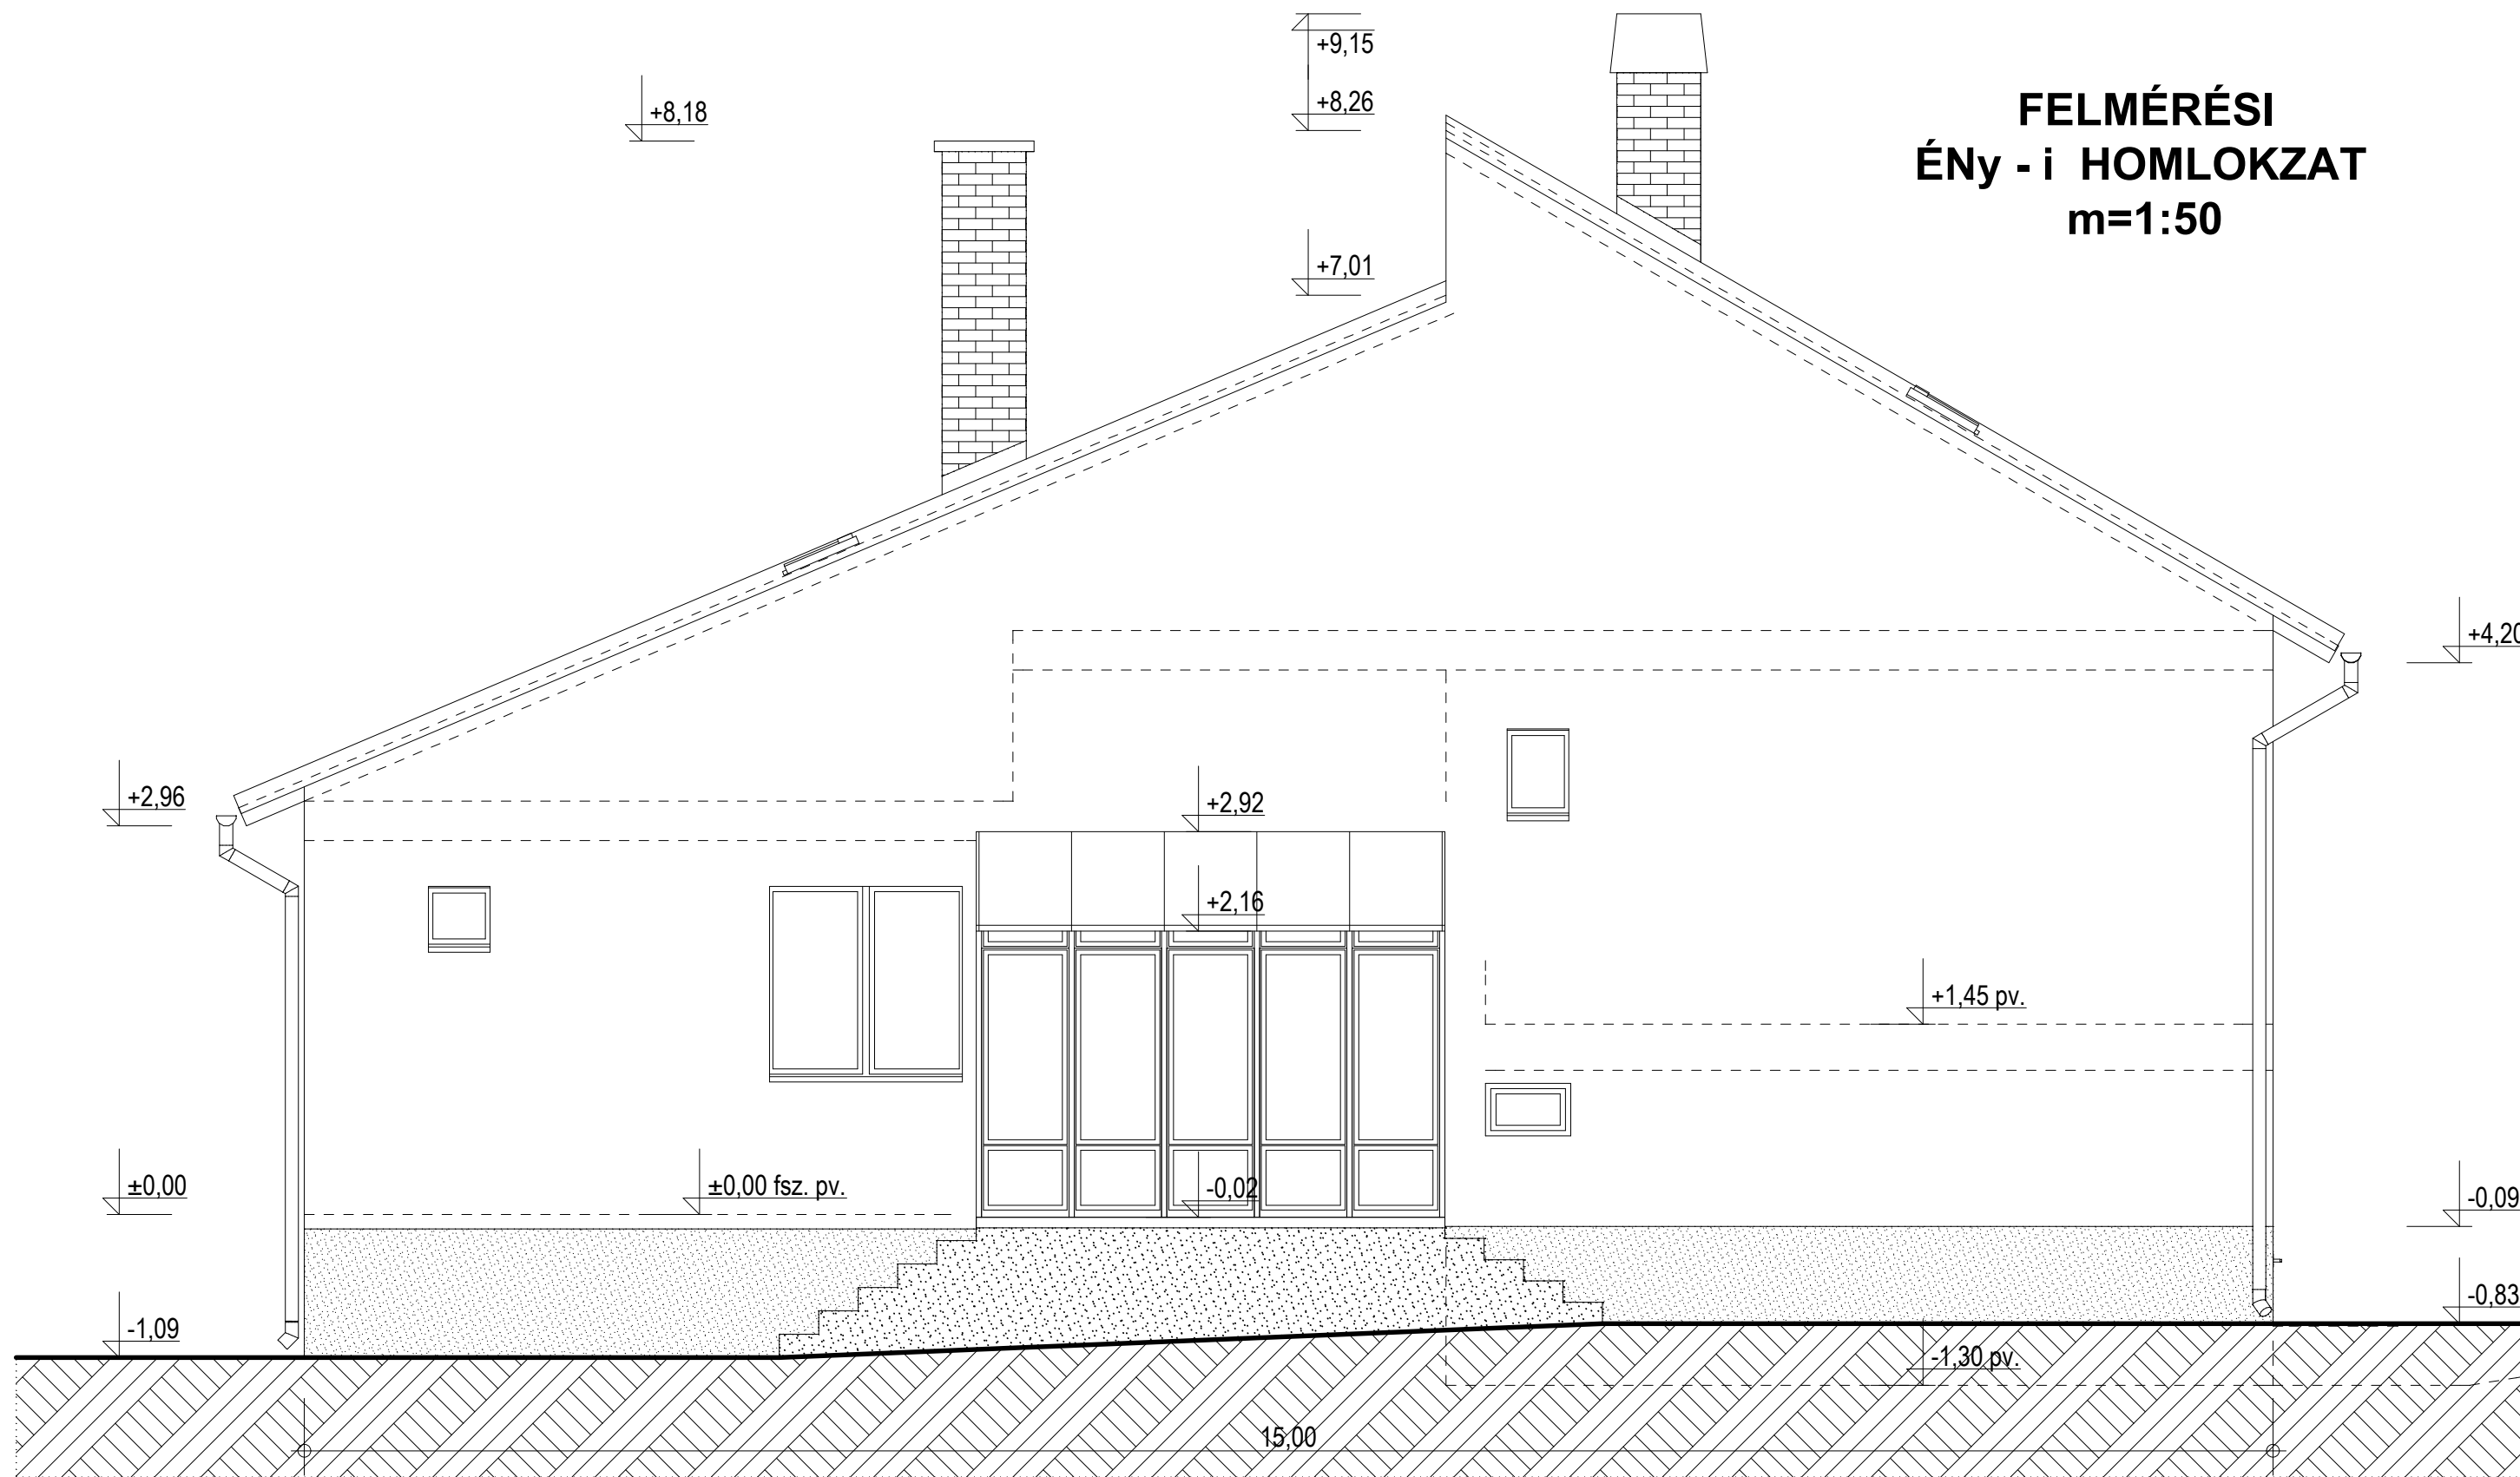 +9,15
+8,18
+8,26
FELMÉRÉSI
ÉNy - i HOMLOKZAT
m=1:50
+7,01
+4,20
+2,96
+2,92
+2,16
+1,45 pv.
±0,00
±0,00 fsz. pv.
-0,02
-0,09
-1,09
-0,83
-1,30 pv.
15,00